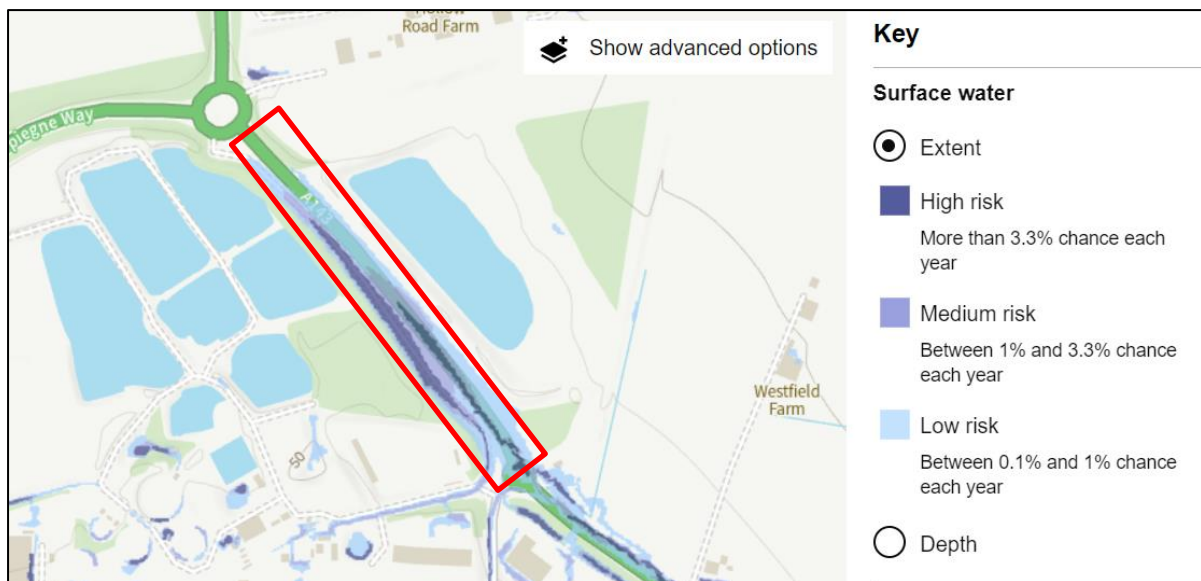 Road Farm
Show advanced options
piegne Way
A143
50
Westfield
Farm
Key
Surface water
Extent
High risk
More than 3.3% chance each
year
Medium risk
Between 1% and 3.3% chance
each year
Low risk
Between 0.1% and 1% chance
each year
Depth